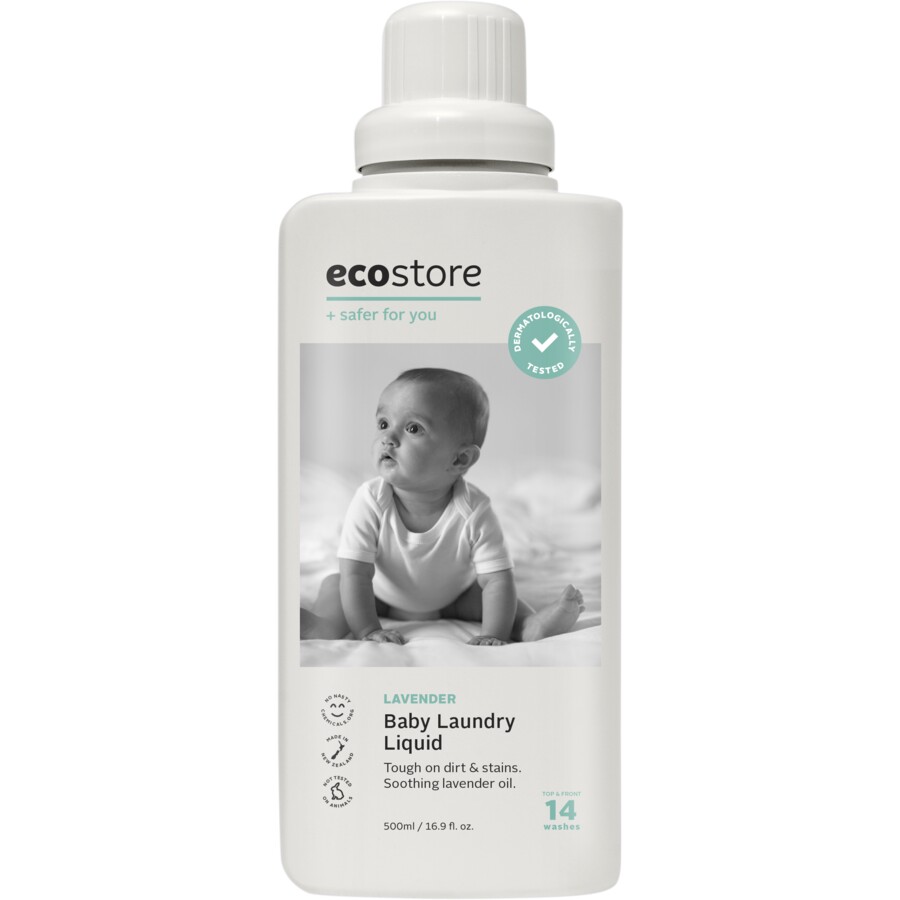 ecostore
+ safer for you
DERMATOLOGICALLY
TESTED
NO NASTY
CHEMICALS.ORG
MADE IN
NEW ZEALAND
NOT TESTED
ON ANIMALS
LAVENDER
Baby Laundry
Liquid
Tough on dirt & stains.
Soothing lavender oil.
500ml / 16.9 fl. oz.
TOP & FRONT
14
washes